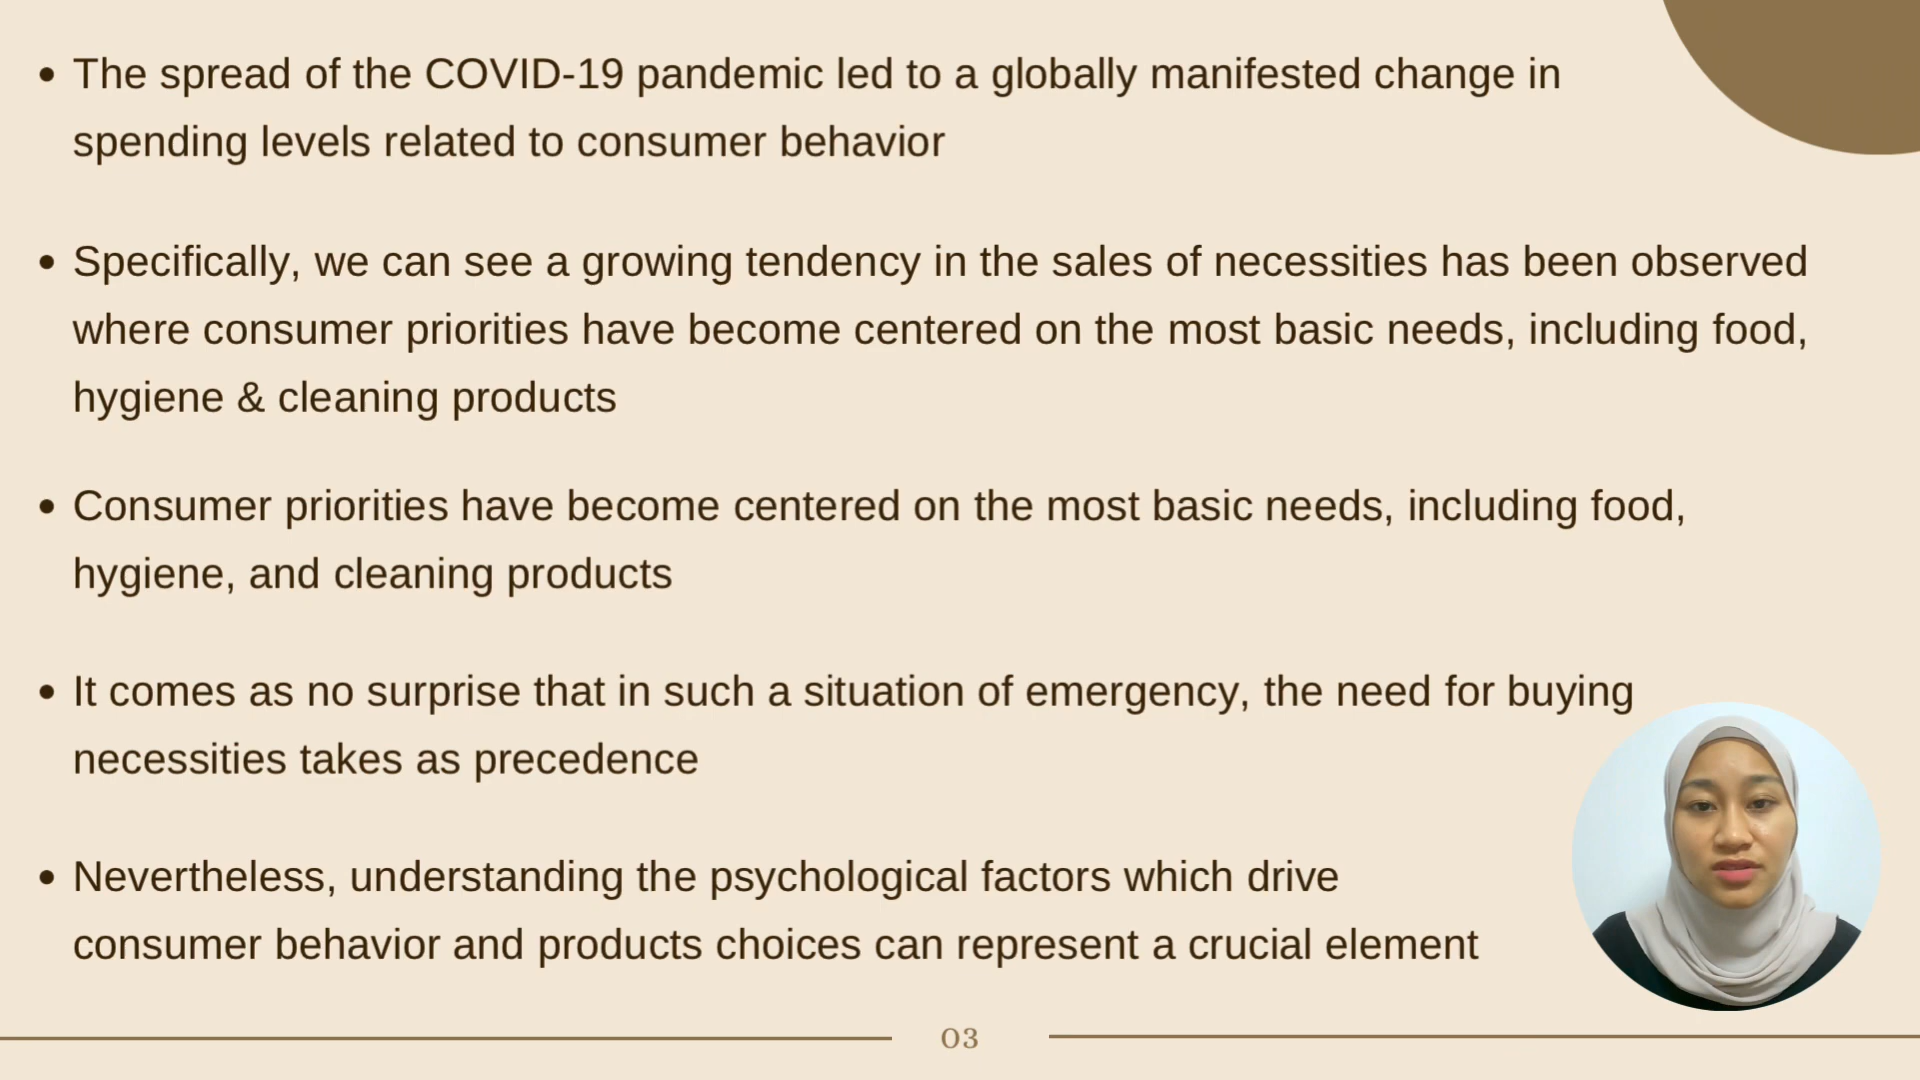 • The spread of the COVID-19 pandemic led to a globally manifested change in
spending levels related to consumer behavior
• Specifically, we can see a growing tendency in the sales of necessities has been observed
where consumer priorities have become centered on the most basic needs, including food,
hygiene & cleaning products
• Consumer priorities have become centered on the most basic needs, including food,
hygiene, and cleaning products
• It comes as no surprise that in such a situation of emergency, the need for buying
necessities takes as precedence
• Nevertheless, understanding the psychological factors which drive
consumer behavior and products choices can represent a crucial element
03